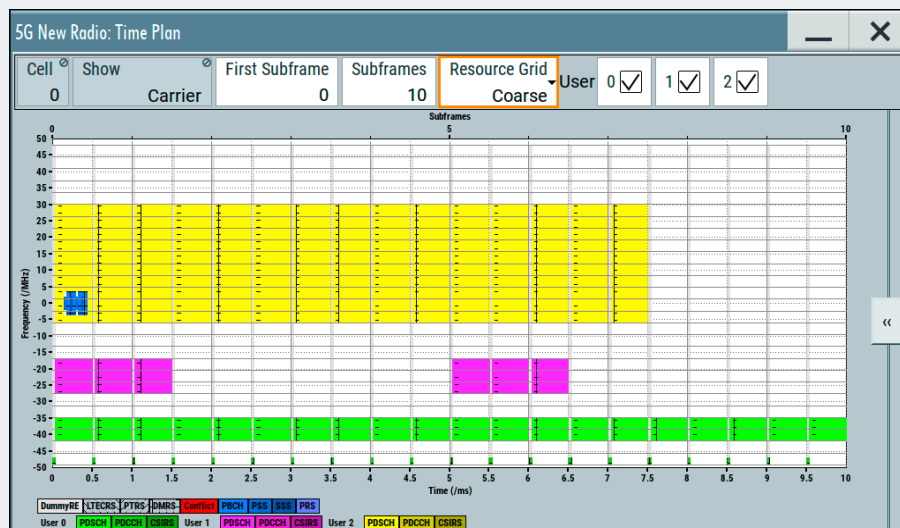 5G New Radio: Time Plan
Cell Show First Subframe Subframes Resource Grid User 0 1 2
0 Carrier 0 10 Coarse
Subframes
0 5 10
50
45
40
35
30
25
20
15
10
5
0
-5
-10
-15
-20
-25
-30
-35
-40
-45
-50
Frequency (/MHz)
0 0.5 1 1.5 2 2.5 3 3.5 4 4.5 5 5.5 6 6.5 7 7.5 8 8.5 9 9.5 10
Time (/ms)
DummyRE LTECRS PTRS DMRS Conflict PBCH PSS SSS PRS
User 0 PDSCH PDCCH CSIRS User 1 PDSCH PDCCH CSIRS User 2 PDSCH PDCCH CSIRS